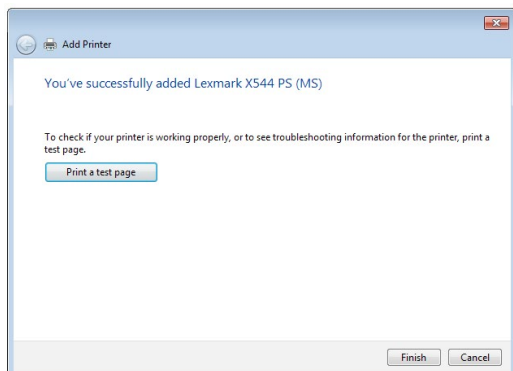 Add Printer
You've successfully added Lexmark X544 PS (MS)
To check if your printer is working properly, or to see troubleshooting information for the printer, print a
test page.
Print a test page
Finish Cancel